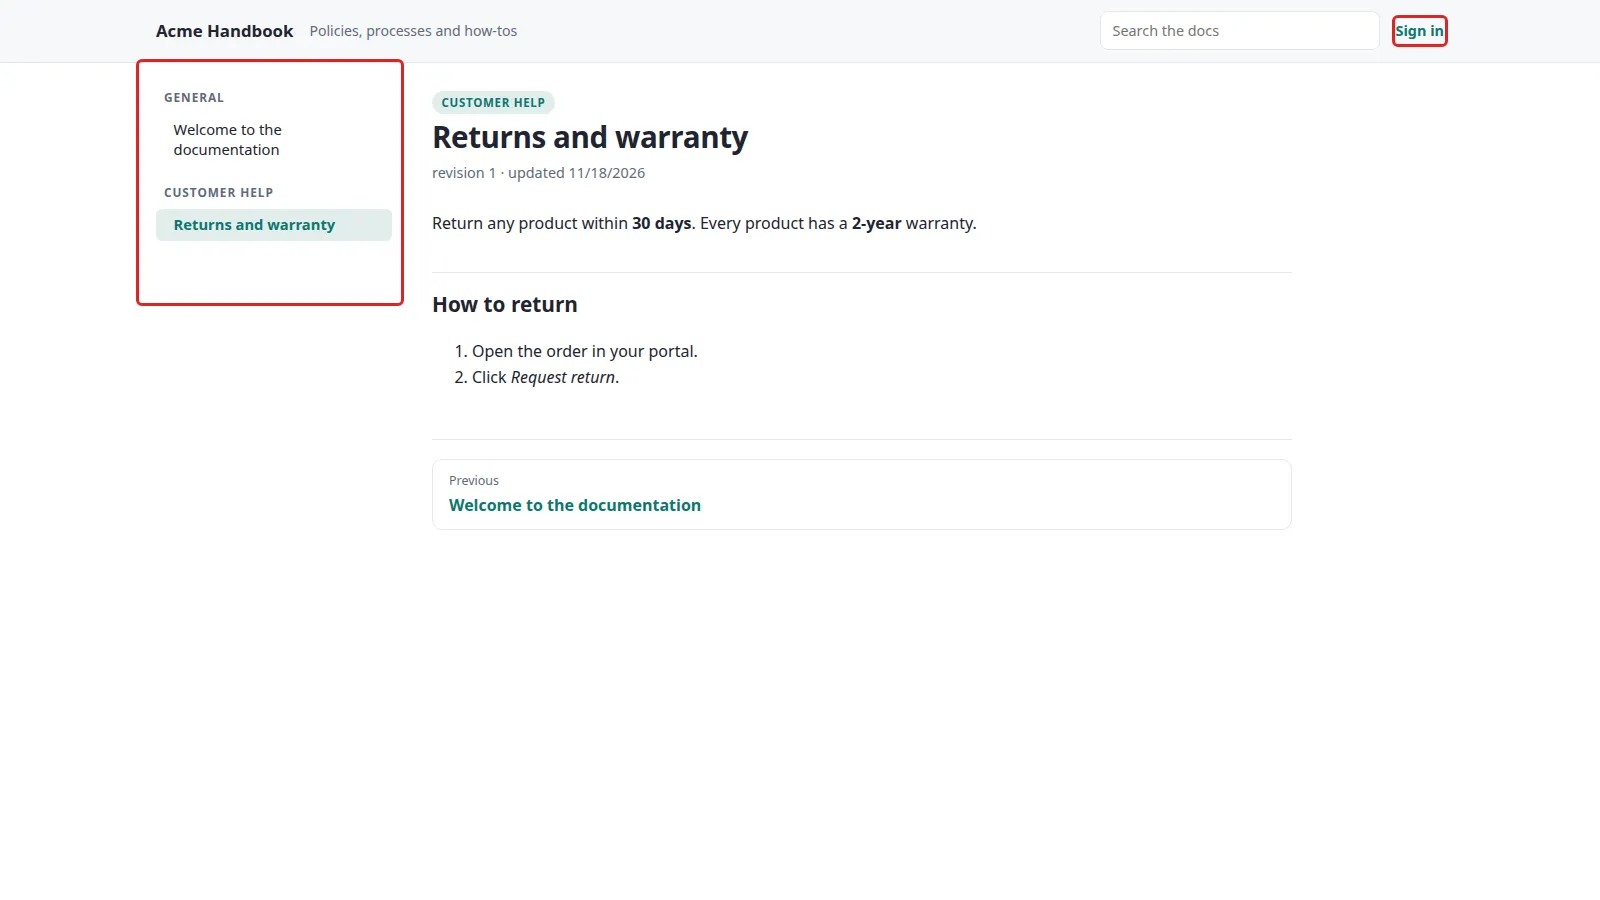 Acme Handbook
Policies, processes and how-tos
Search the docs
Sign in
GENERAL
Welcome to the
documentation
CUSTOMER HELP
Returns and warranty
CUSTOMER HELP
Returns and warranty
revision 1 · updated 11/18/2026
Return any product within 30 days. Every product has a 2-year warranty.
How to return
1. Open the order in your portal.
2. Click Request return.
Previous
Welcome to the documentation